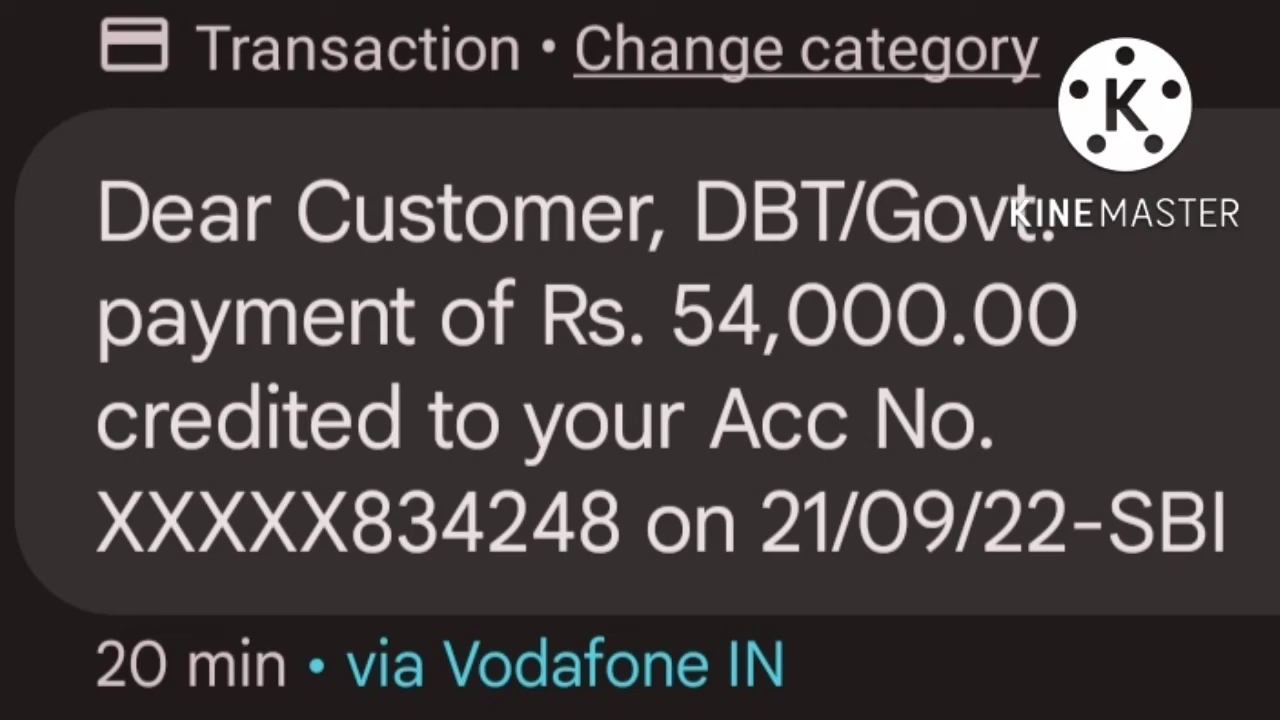 Transaction • Change category
K
KINEMASTER
Dear Customer, DBT/Govt.
payment of Rs. 54,000.00
credited to your Acc No.
XXXXX834248 on 21/09/22-SBI
20 min • via Vodafone IN